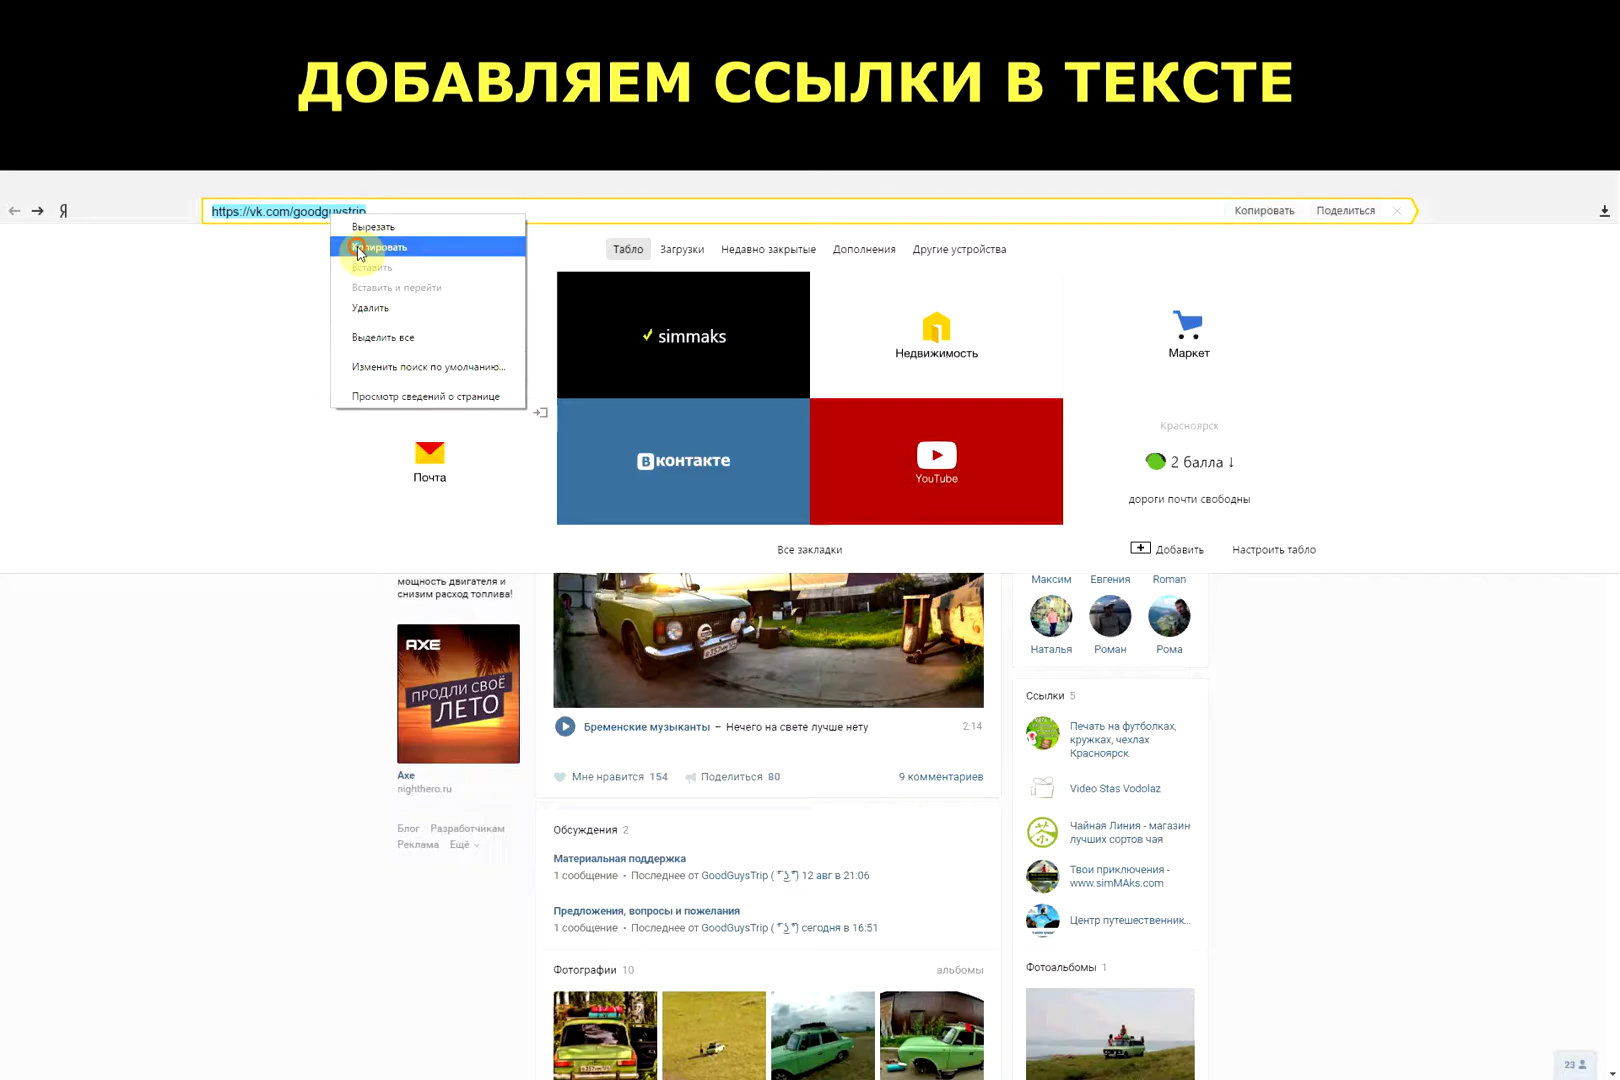 ДОБАВЛЯЕМ ССЫЛКИ В ТЕКСТЕ
Я
https://vk.com/goodguystrip
Копировать
Поделиться
Вырезать
Копировать
Вставить
Вставить и перейти
Удалить
Выделить все
Изменить поиск по умолчанию...
Просмотр сведений о странице
Табло
Загрузки
Недавно закрытые
Дополнения
Другие устройства
simmaks
Недвижимость
Маркет
Почта
В контакте
YouTube
Красноярск
2 балла ↓
дороги почти свободны
Все закладки
Добавить
Настроить табло
мощность двигателя и
снизим расход топлива!
AXE
ПРОДЛИ СВОЁ
ЛЕТО
Axe
nighthero.ru
Блог Разработчикам
Реклама Ещё
Бременские музыканты – Нечего на свете лучше нету
2:14
Мне нравится 154
Поделиться 80
9 комментариев
Обсуждения 2
Материальная поддержка
1 сообщение • Последнее от GoodGuysTrip ( ͡° ͜ʖ ͡°) 12 авг в 21:06
Предложения, вопросы и пожелания
1 сообщение • Последнее от GoodGuysTrip ( ͡° ͜ʖ ͡°) сегодня в 16:51
Фотографии 10
альбомы
Максим Евгения Roman
Наталья Роман Рома
Ссылки 5
Печать на футболках,
кружках, чехлах
Красноярск
Video Stas Vodolaz
Чайная Линия - магазин
лучших сортов чая
Твои приключения -
www.simMAks.com
Центр путешественник...
Фотоальбомы 1
23